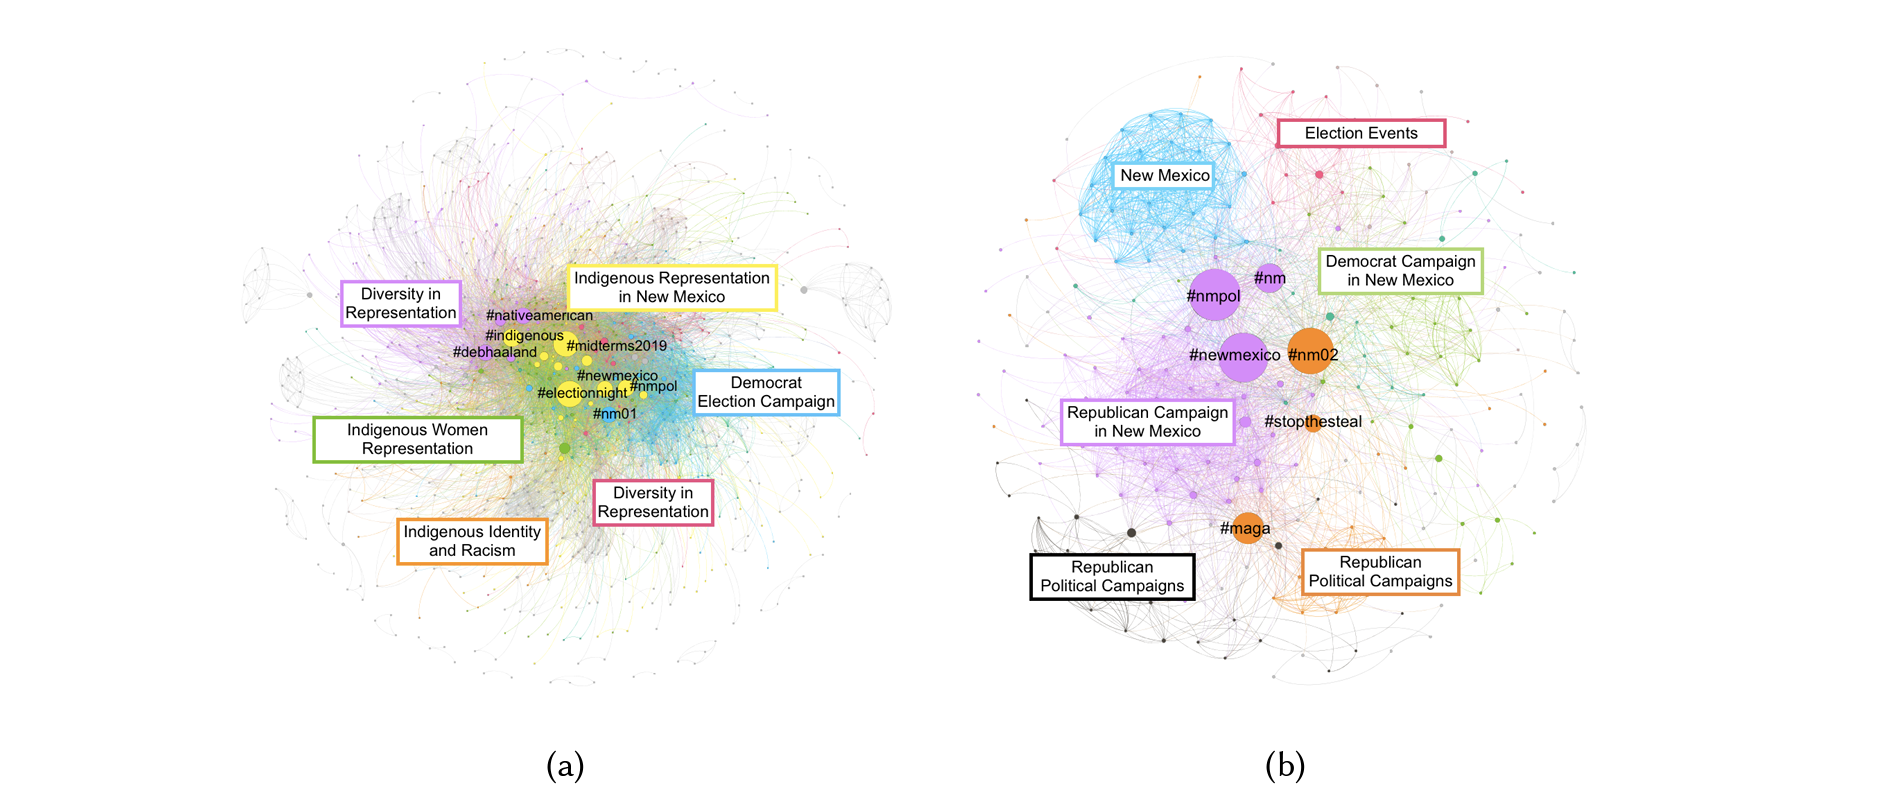 Indigenous Representation
in New Mexico
Diversity in
Representation
#nativeamerican
#indigenous
#midterms2019
#debhaaland
#newmexico
#nmpol
#electionnight
#nm01
Democrat
Election Campaign
Indigenous Women
Representation
Diversity in
Representation
Indigenous Identity
and Racism
(a)
Election Events
New Mexico
Democrat Campaign
in New Mexico
#nm
#nmpol
#newmexico
#nm02
Republican Campaign
in New Mexico
#stopthesteal
#maga
Republican
Political Campaigns
Republican
Political Campaigns
(b)